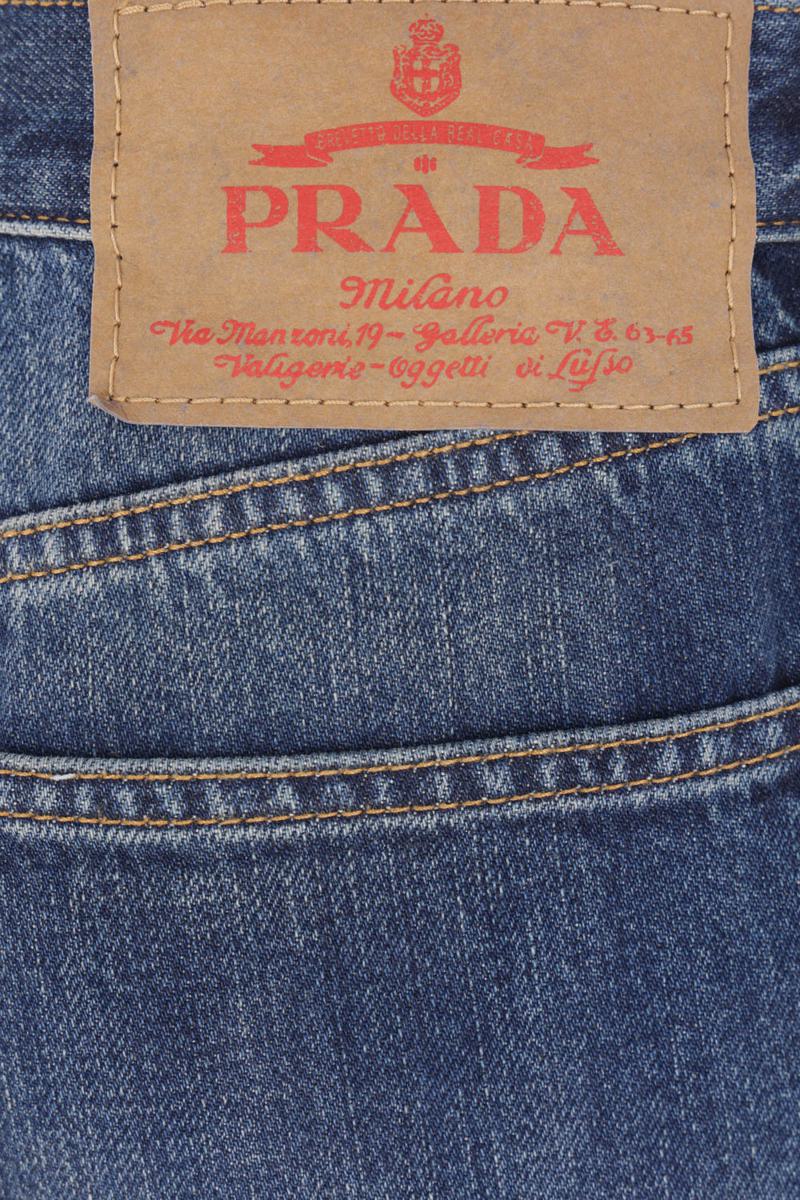 BREVETTO DELLA REAL CASA
PRADA
Milano
Via Manzoni, 19 - Galleria V. E. 63-65
Valigerie - Oggetti di Lusso